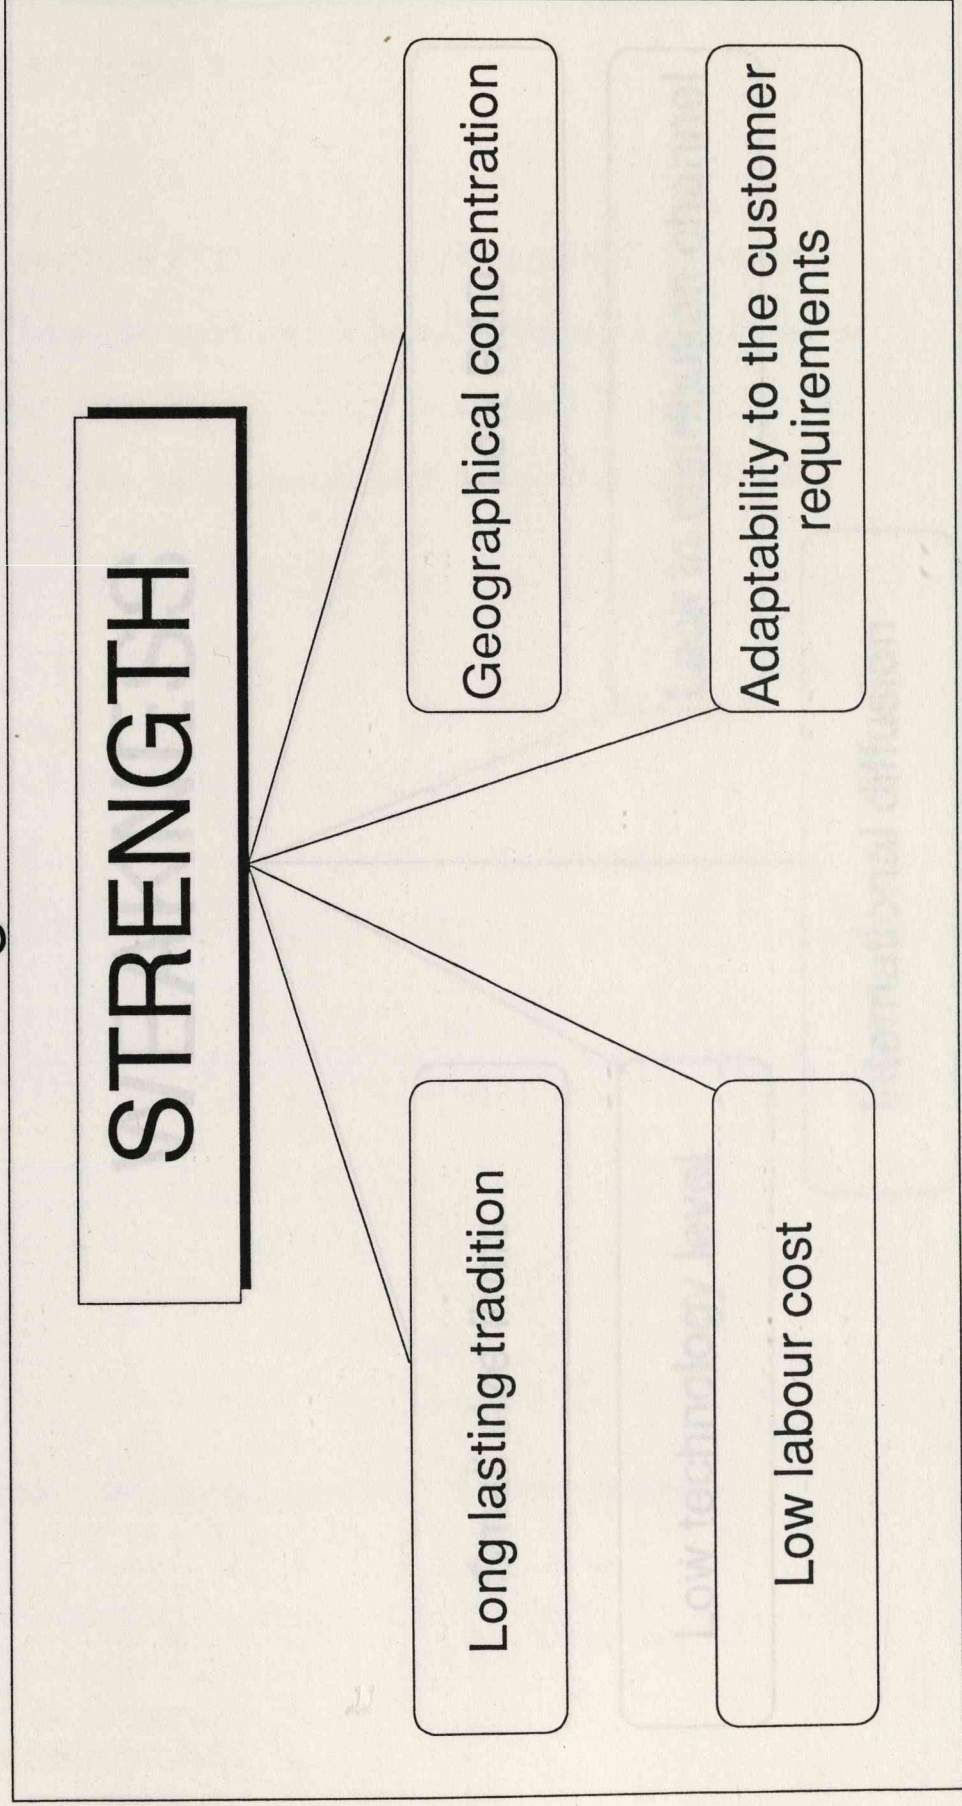 STRENGTH
Long lasting tradition
Geographical concentration
Low labour cost
Adaptability to the customer
requirements